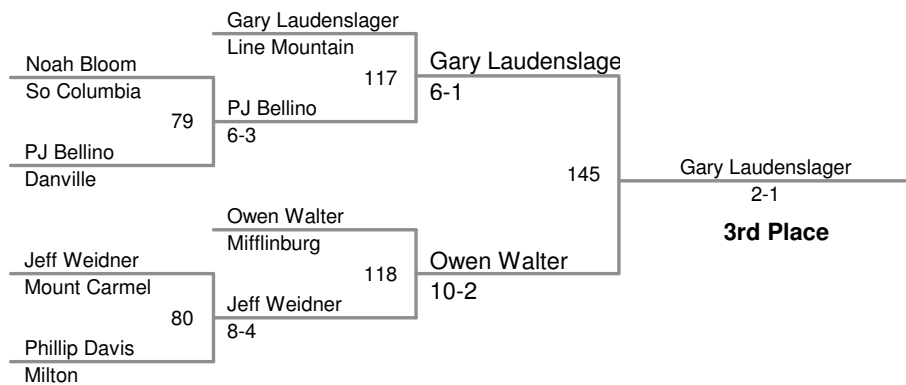 Gary Laudenslager
Line Mountain
Noah Bloom
So Columbia
117
Gary Laudenslage
6-1
79
PJ Bellino
6-3
PJ Bellino
Danville
145
Gary Laudenslager
2-1
3rd Place
Owen Walter
Mifflinburg
Jeff Weidner
Mount Carmel
118
Owen Walter
10-2
80
Jeff Weidner
8-4
Phillip Davis
Milton